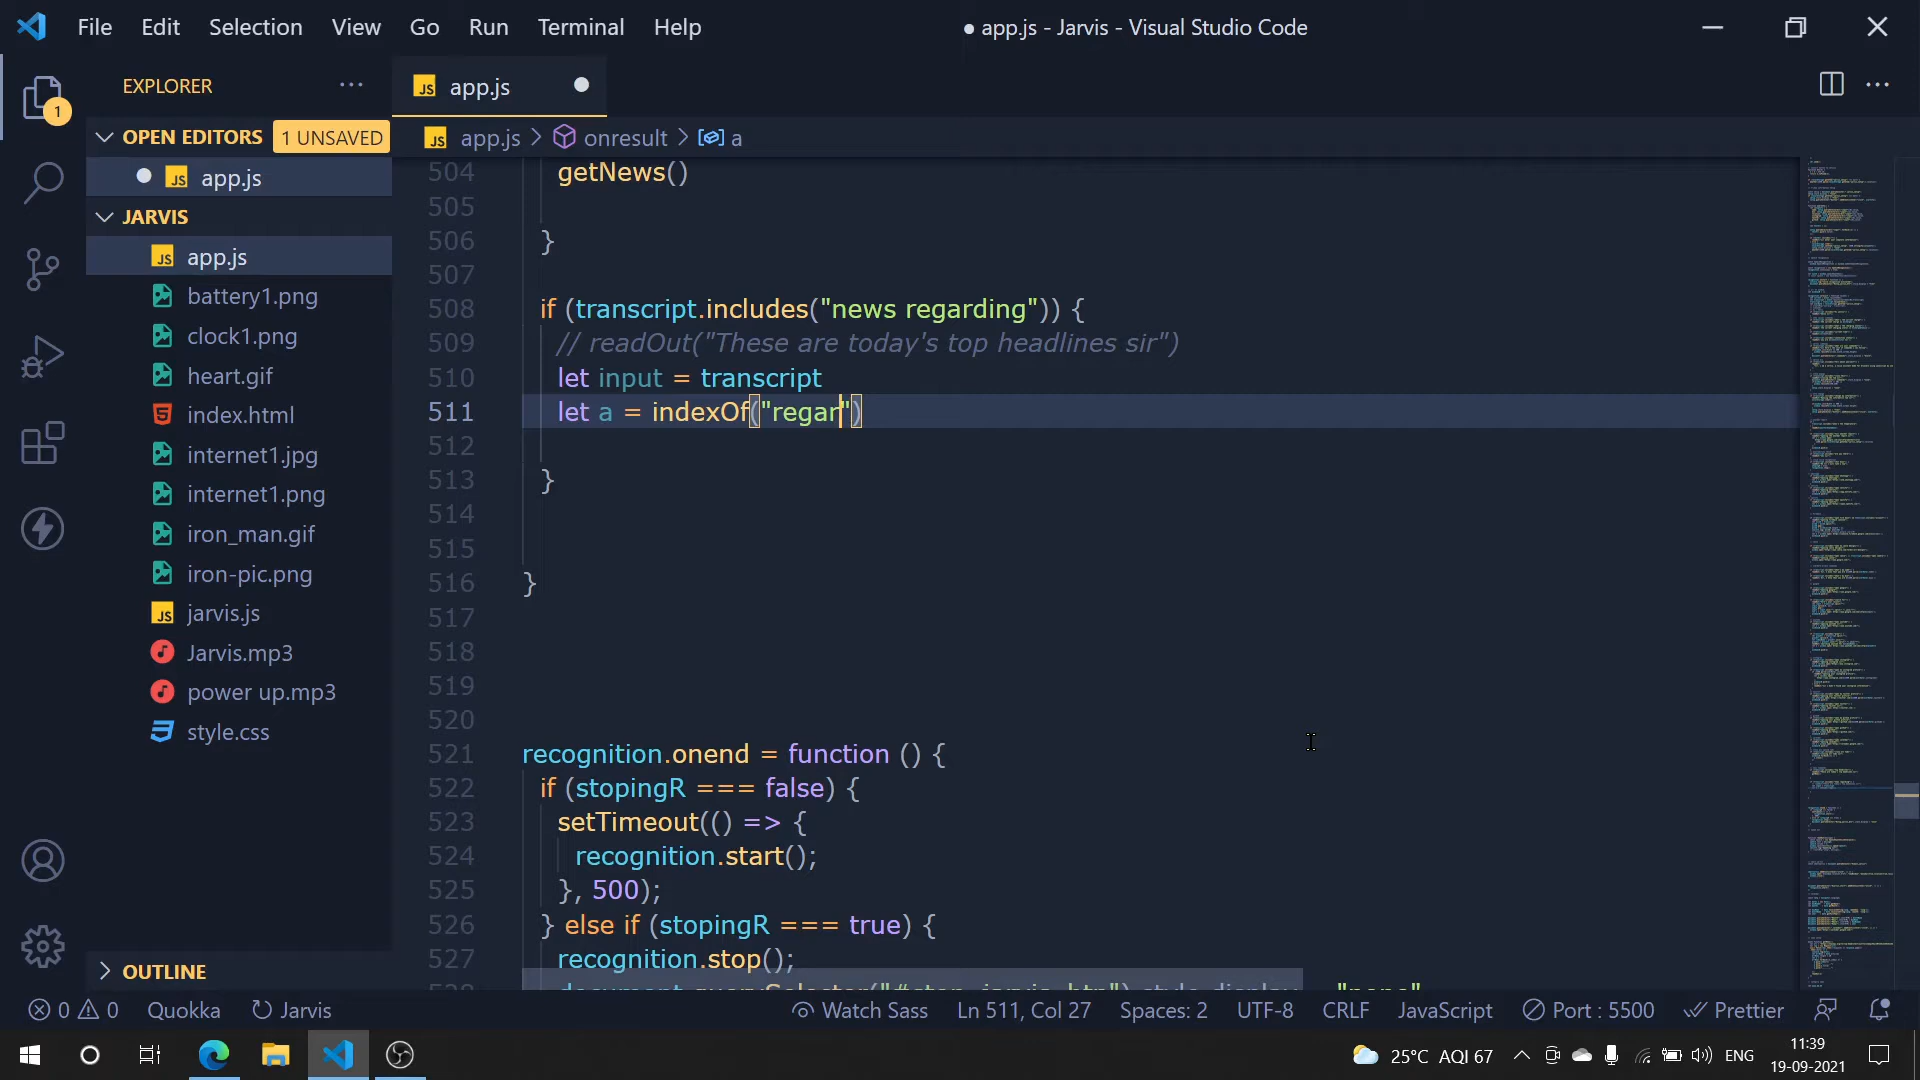 File Edit Selection View Go Run Terminal Help
● app.js - Jarvis - Visual Studio Code
EXPLORER
1
OPEN EDITORS 1 UNSAVED
app.js
JARVIS
app.js
battery1.png
clock1.png
heart.gif
index.html
internet1.jpg
internet1.png
iron_man.gif
iron-pic.png
jarvis.js
Jarvis.mp3
power up.mp3
style.css
OUTLINE
app.js
app.js > onresult > a
504 getNews()
505
506 }
507
508 if (transcript.includes("news regarding")) {
509 // readOut("These are today's top headlines sir")
510 let input = transcript
511 let a = indexOf("regar")
512
513 }
514
515
516 }
517
518
519
520
521 recognition.onend = function () {
522 if (stopingR === false) {
523 setTimeout(() => {
524 recognition.start();
525 }, 500);
526 } else if (stopingR === true) {
527 recognition.stop();
0 0 Quokka Jarvis Watch Sass Ln 511, Col 27 Spaces: 2 UTF-8 CRLF JavaScript Port : 5500 Prettier
25°C AQI 67 ENG 11:39
19-09-2021